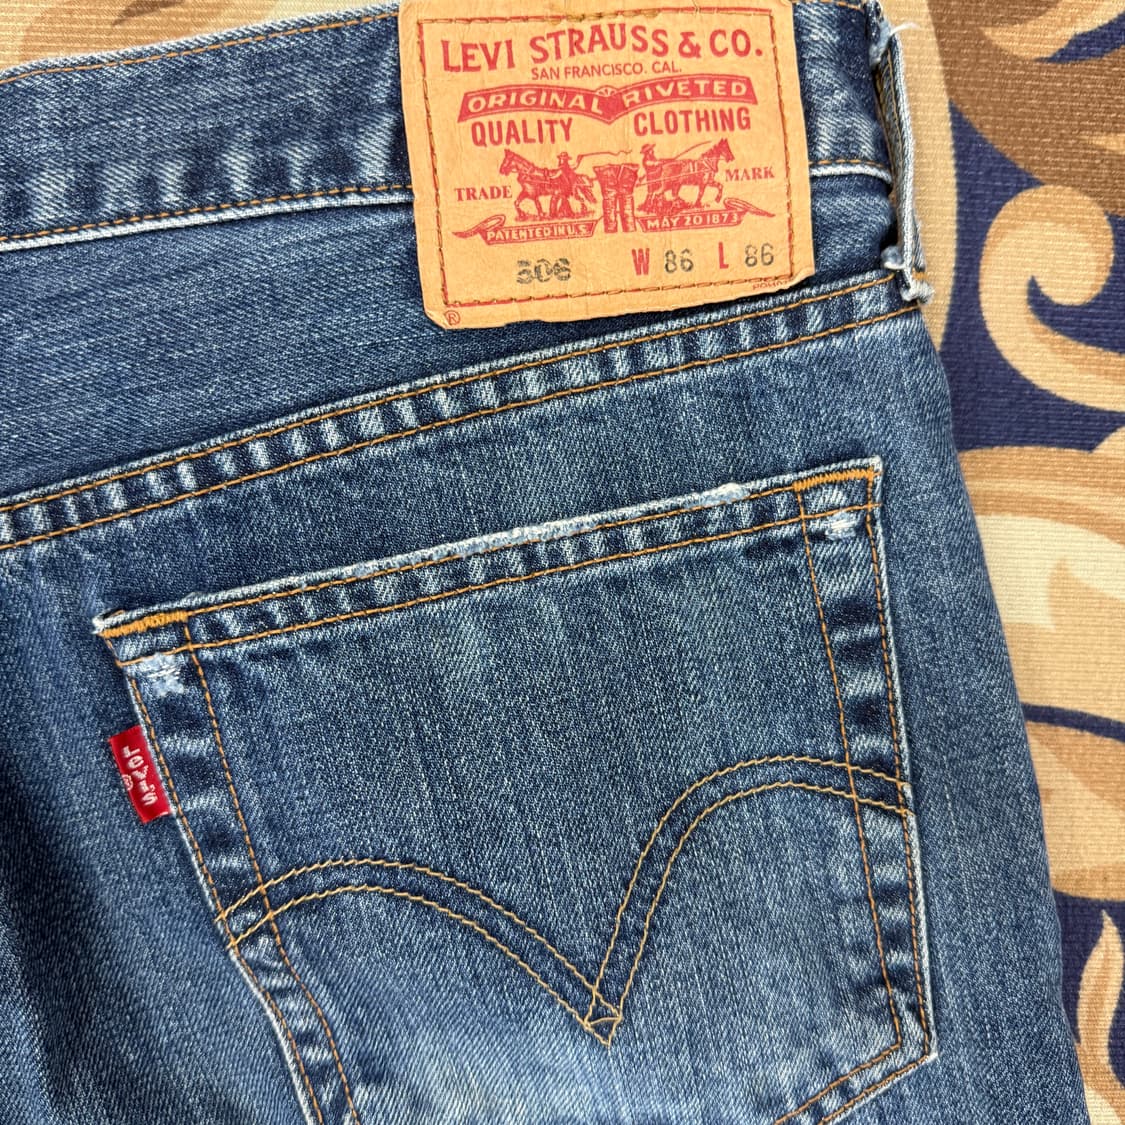 LEVI STRAUSS & CO.
SAN FRANCISCO. CAL.
ORIGINAL RIVETED
QUALITY CLOTHING
TRADE MARK
PATENTED IN U.S. MAY 20 1873
506 W 86 L 86
®
Levi's
®